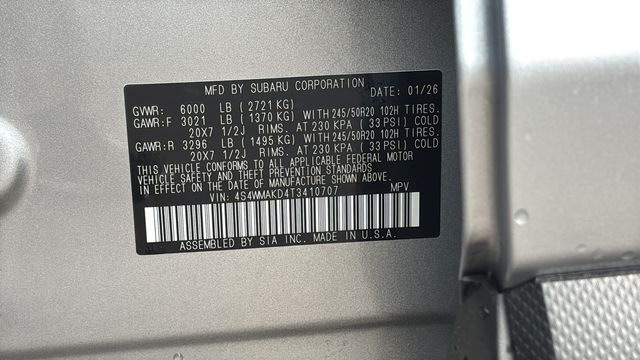 MFD BY SUBARU CORPORATION DATE: 01/26
GVWR: 6000 LB (2721 KG)
GAWR:F 3021 LB (1370 KG) WITH 245/50R20 102H TIRES.
20X7 1/2J RIMS. AT 230 KPA (33 PSI) COLD
GAWR:R 3296 LB (1495 KG) WITH 245/50R20 102H TIRES.
20X7 1/2J RIMS. AT 230 KPA (33 PSI) COLD
THIS VEHICLE CONFORMS TO ALL APPLICABLE FEDERAL MOTOR
VEHICLE SAFETY AND THEFT PREVENTION STANDARDS
IN EFFECT ON THE DATE OF MANUFACTURE SHOWN ABOVE.
VIN: 4S4WMAKD4T3410707 MPV
ASSEMBLED BY SIA INC. MADE IN U.S.A.